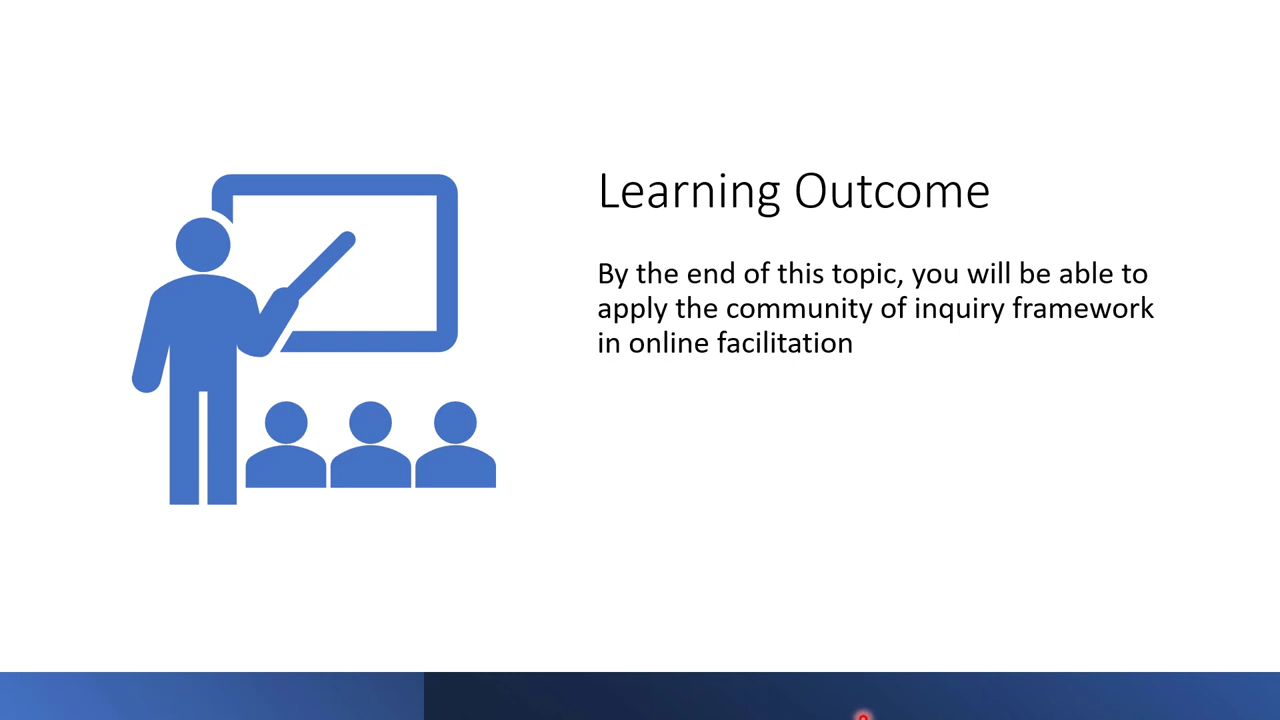 Learning Outcome
By the end of this topic, you will be able to
apply the community of inquiry framework
in online facilitation